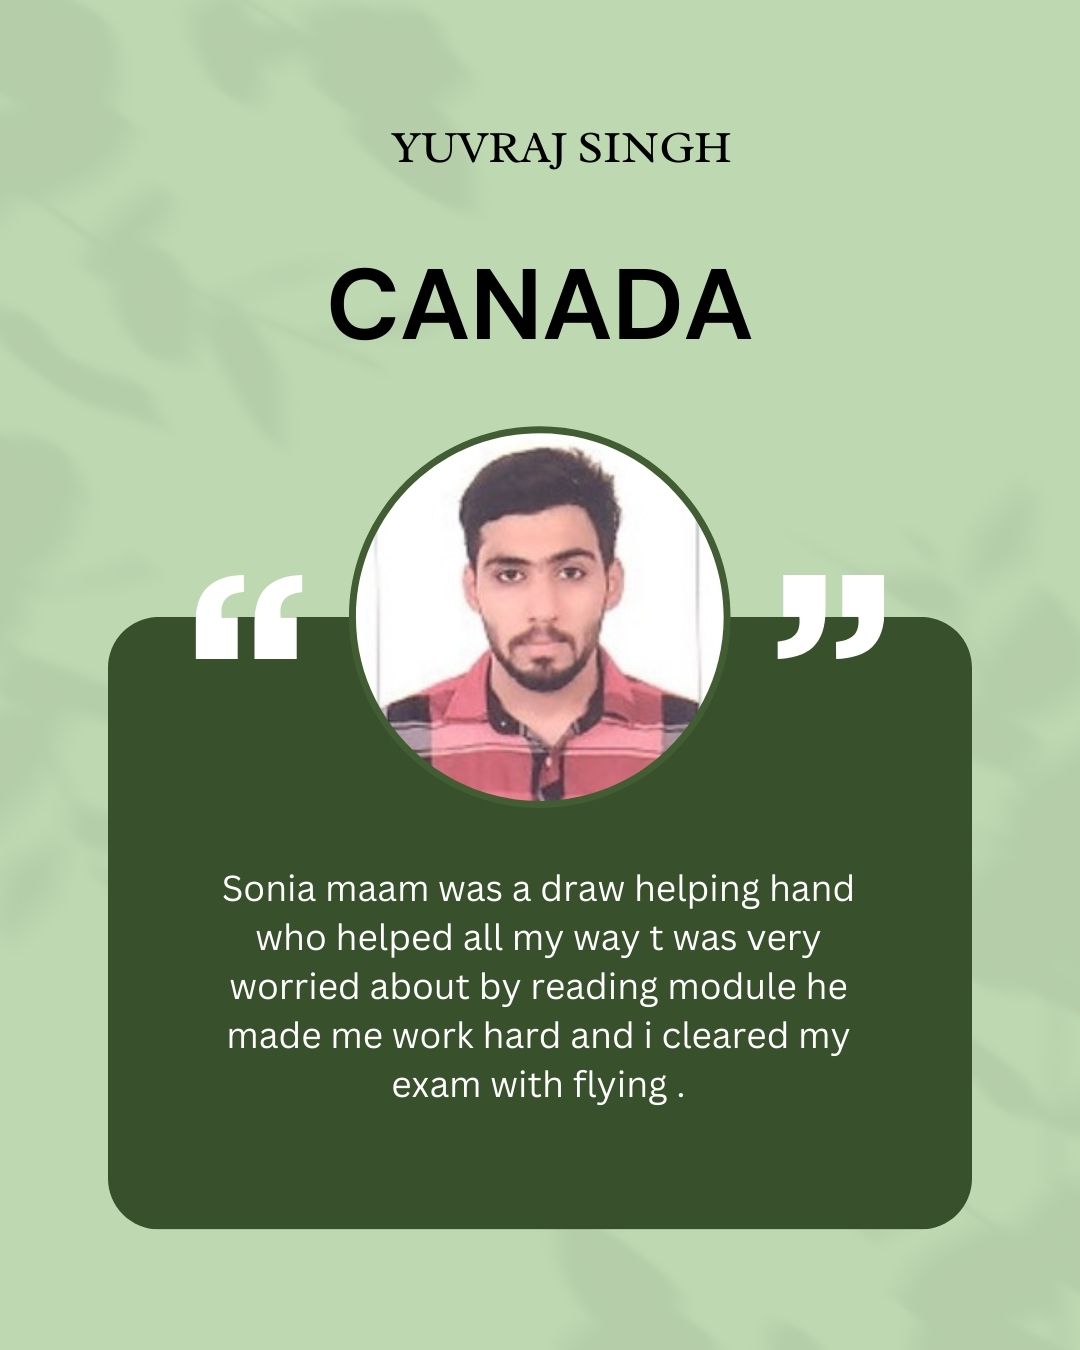 YUVRAJ SINGH
CANADA
“ ”
Sonia maam was a draw helping hand
who helped all my way t was very
worried about by reading module he
made me work hard and i cleared my
exam with flying .